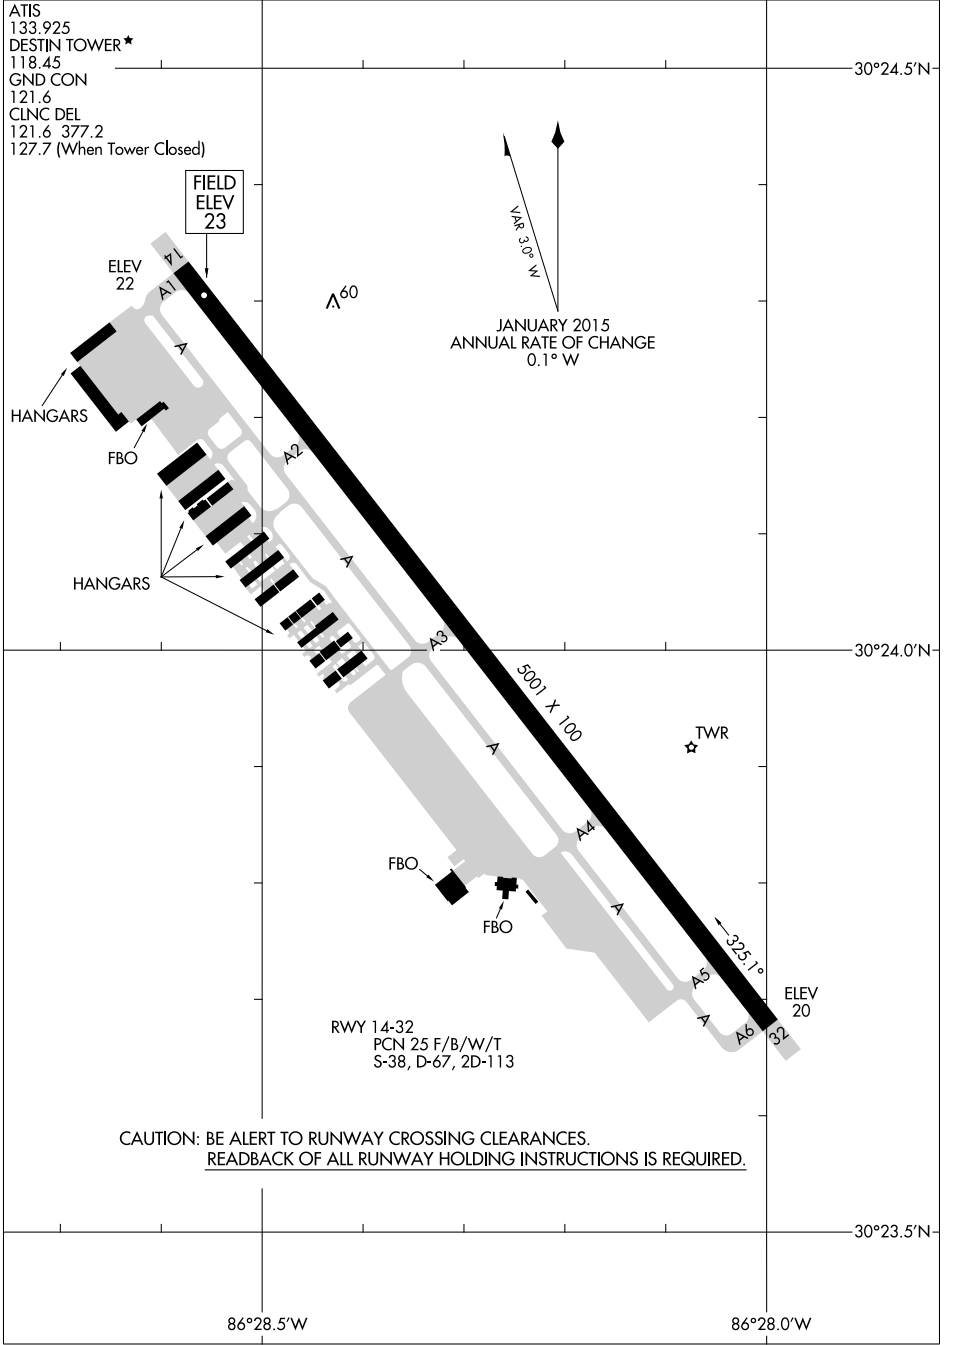 ATIS
133.925
DESTIN TOWER★
118.45
GND CON
121.6
CLNC DEL
121.6 377.2
127.7 (When Tower Closed)
30°24.5'N
FIELD
ELEV
23
VAR 3.0° W
JANUARY 2015
ANNUAL RATE OF CHANGE
0.1° W
14
ELEV
22
A1
60
A
HANGARS
FBO
A2
A
HANGARS
A3
30°24.0'N
5001 X 100
A
TWR
A4
FBO
A
FBO
325.1°
A5
ELEV
20
A
A6
32
RWY 14-32
PCN 25 F/B/W/T
S-38, D-67, 2D-113
CAUTION: BE ALERT TO RUNWAY CROSSING CLEARANCES.
READBACK OF ALL RUNWAY HOLDING INSTRUCTIONS IS REQUIRED.
30°23.5'N
86°28.5'W
86°28.0'W